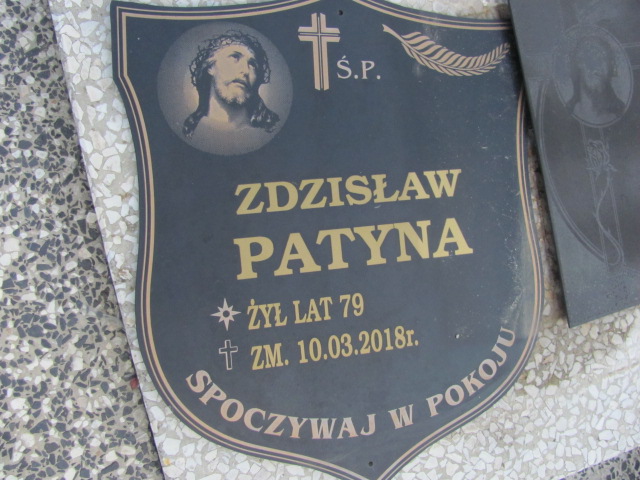 Ś.P.
ZDZISŁAW
PATYNA
ŻYŁ LAT 79
ZM. 10.03.2018r.
SPOCZYWAJ W POKOJU